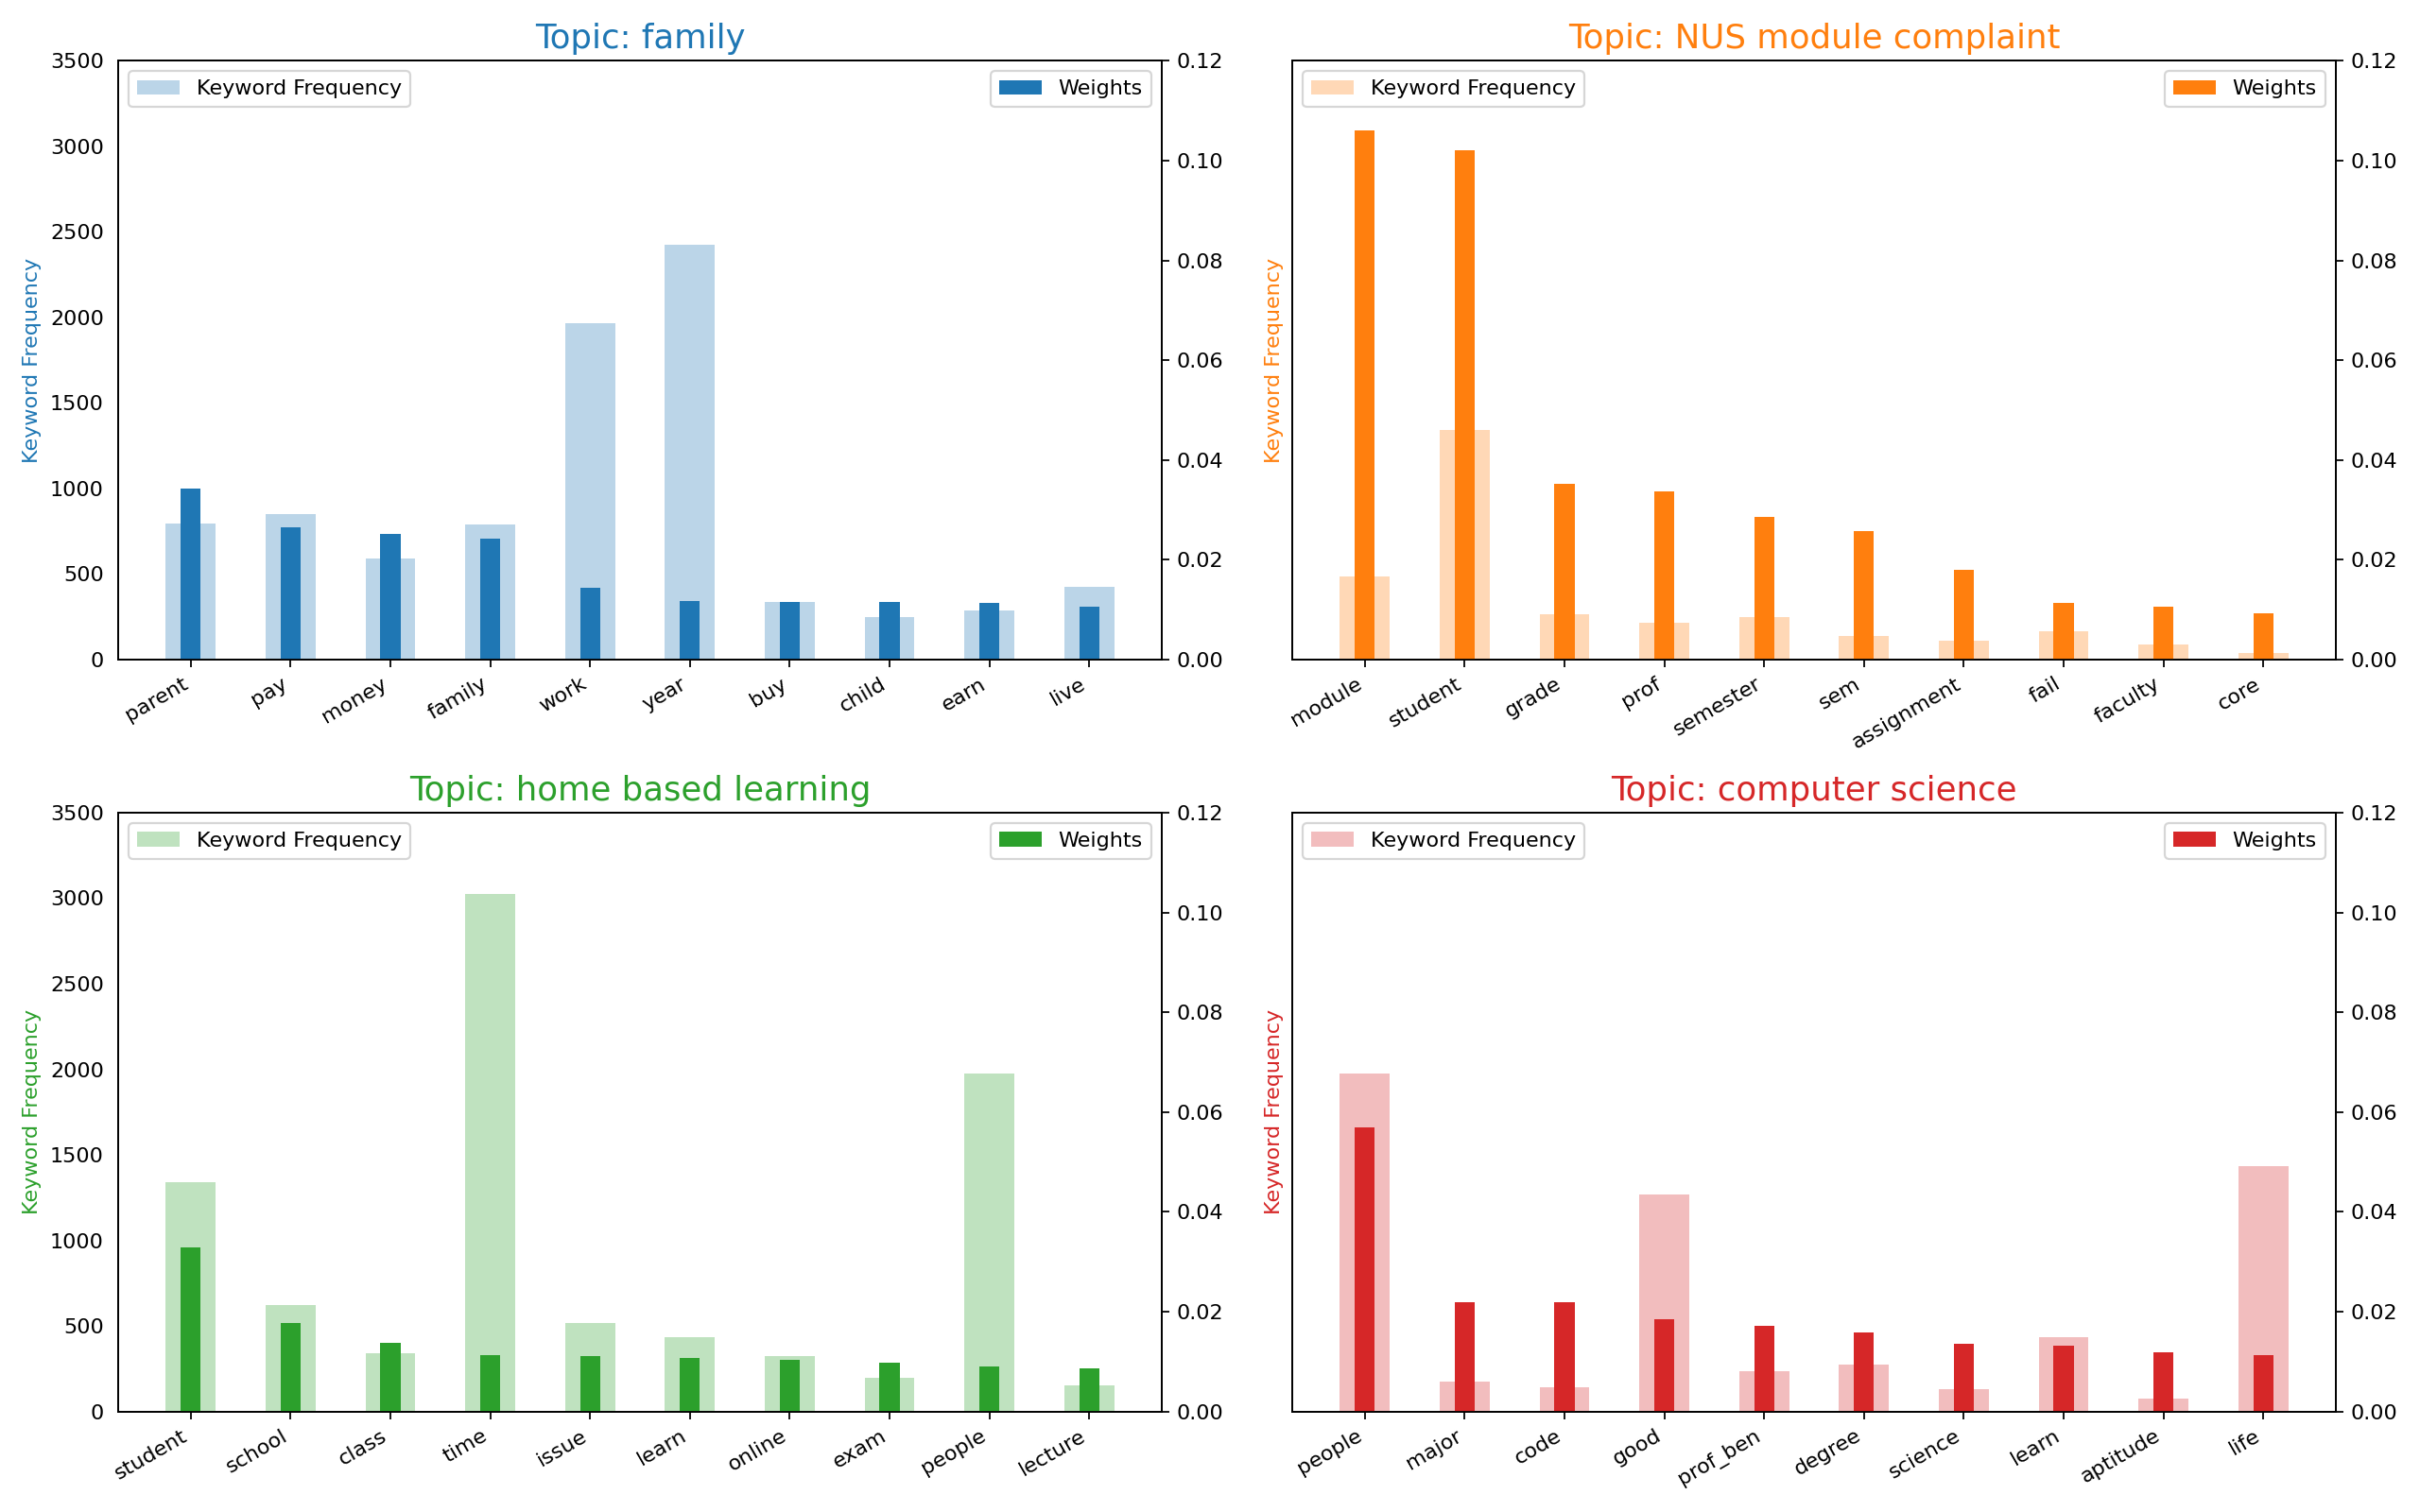 Topic: family
Keyword Frequency
Weights
3500
3000
2500
2000
1500
1000
500
0
Keyword Frequency
0.12
0.10
0.08
0.06
0.04
0.02
0.00
parent pay money family work year buy child earn live
Topic: NUS module complaint
Keyword Frequency
Weights
Keyword Frequency
0.12
0.10
0.08
0.06
0.04
0.02
0.00
module student grade prof semester sem assignment fail faculty core
Topic: home based learning
Keyword Frequency
Weights
3500
3000
2500
2000
1500
1000
500
0
Keyword Frequency
0.12
0.10
0.08
0.06
0.04
0.02
0.00
student school class time issue learn online exam people lecture
Topic: computer science
Keyword Frequency
Weights
Keyword Frequency
0.12
0.10
0.08
0.06
0.04
0.02
0.00
people major code good prof_ben degree science learn aptitude life